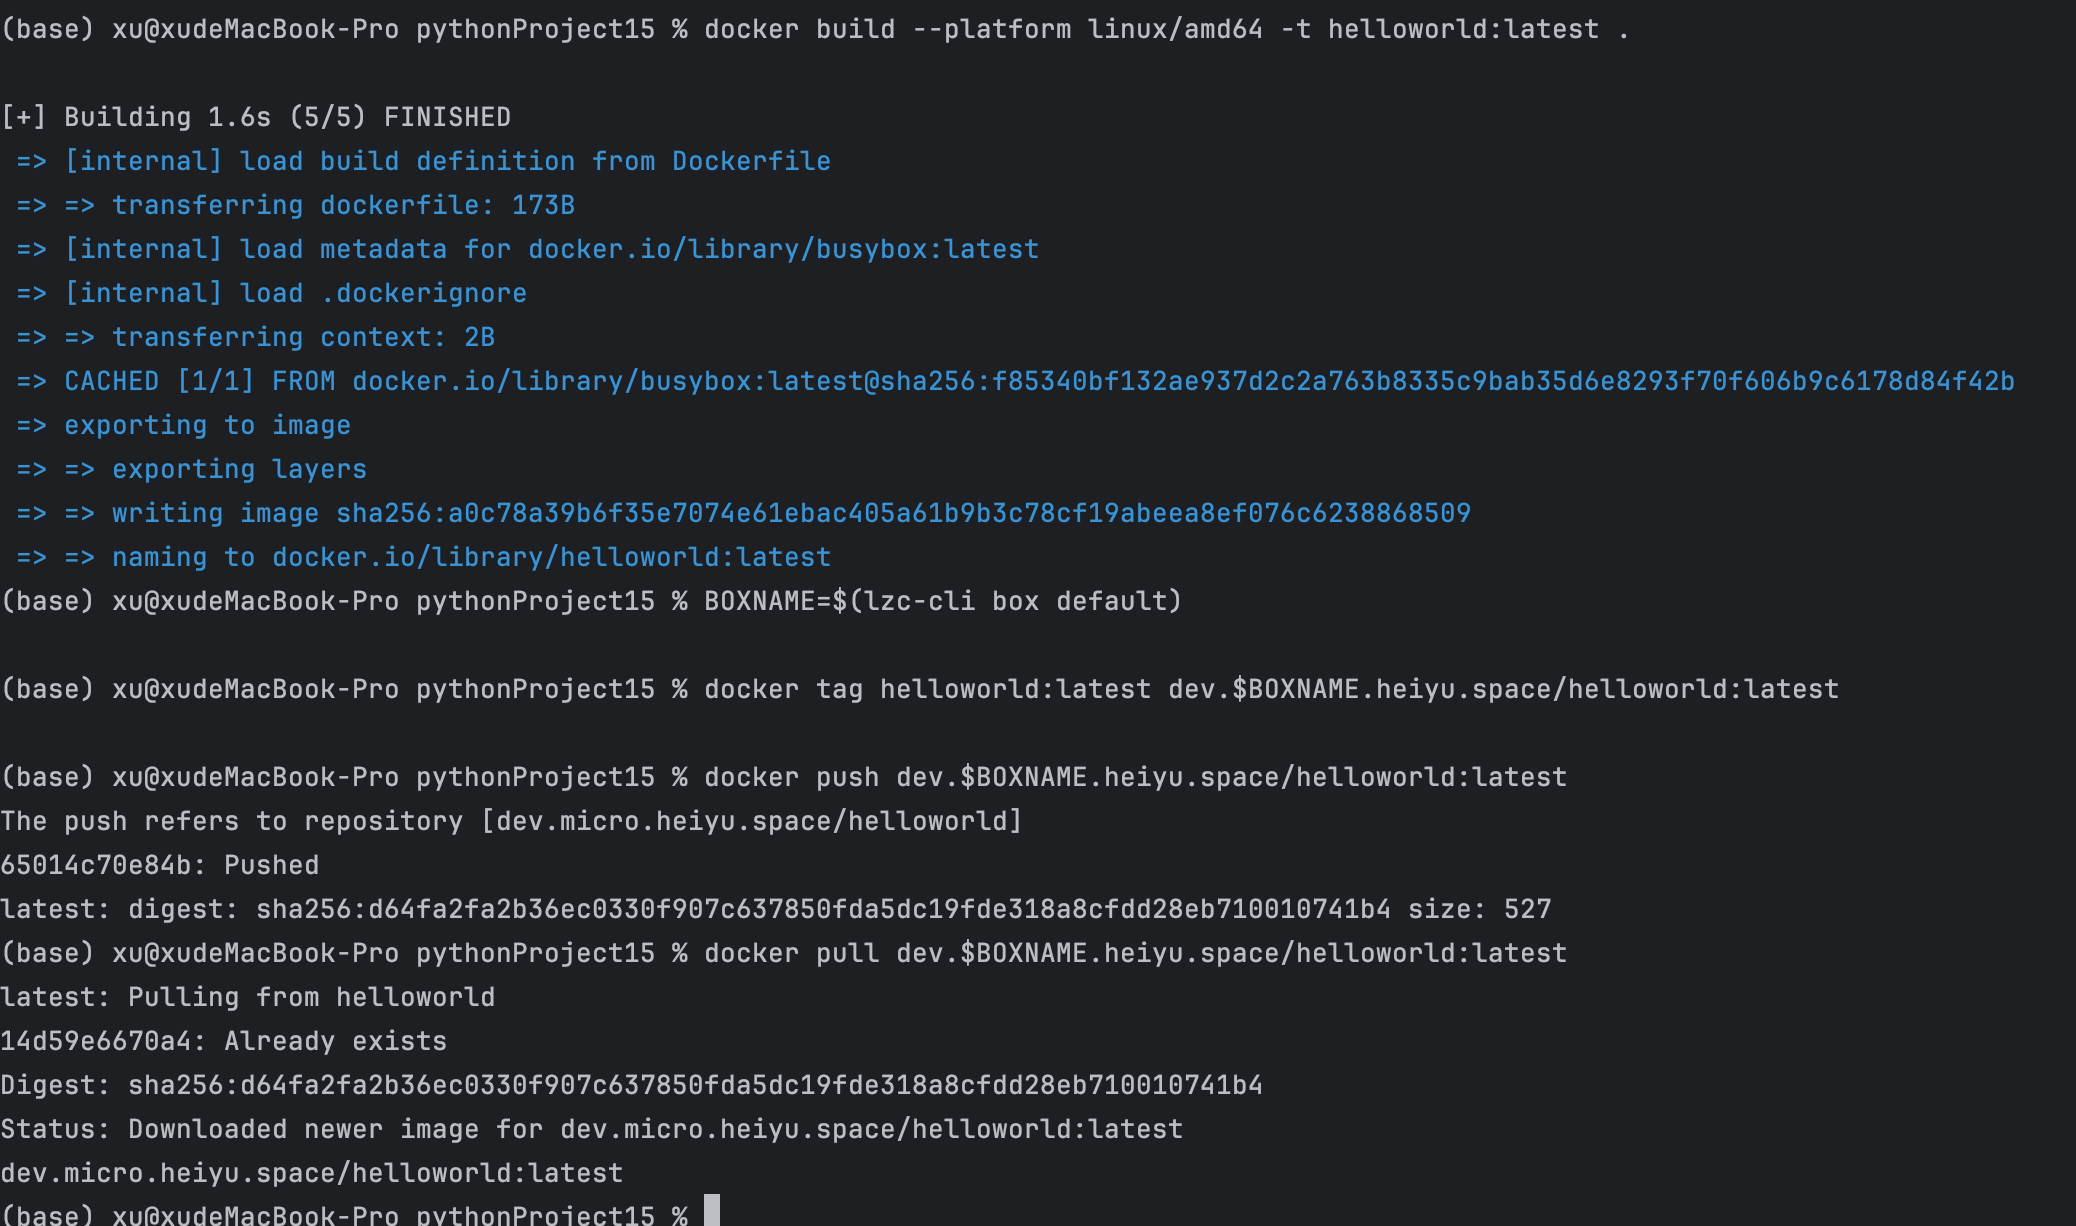 (base) xu@xudeMacBook-Pro pythonProject15 % docker build --platform linux/amd64 -t helloworld:latest .
[+] Building 1.6s (5/5) FINISHED
=> [internal] load build definition from Dockerfile
=> => transferring dockerfile: 173B
=> [internal] load metadata for docker.io/library/busybox:latest
=> [internal] load .dockerignore
=> => transferring context: 2B
=> CACHED [1/1] FROM docker.io/library/busybox:latest@sha256:f85340bf132ae937d2c2a763b8335c9bab35d6e8293f70f606b9c6178d84f42b
=> exporting to image
=> => exporting layers
=> => writing image sha256:a0c78a39b6f35e7074e61ebac405a61b9b3c78cf19abeea8ef076c6238868509
=> => naming to docker.io/library/helloworld:latest
(base) xu@xudeMacBook-Pro pythonProject15 % BOXNAME=$(lzc-cli box default)
(base) xu@xudeMacBook-Pro pythonProject15 % docker tag helloworld:latest dev.$BOXNAME.heiyu.space/helloworld:latest
(base) xu@xudeMacBook-Pro pythonProject15 % docker push dev.$BOXNAME.heiyu.space/helloworld:latest
The push refers to repository [dev.micro.heiyu.space/helloworld]
65014c70e84b: Pushed
latest: digest: sha256:d64fa2fa2b36ec0330f907c637850fda5dc19fde318a8cfdd28eb710010741b4 size: 527
(base) xu@xudeMacBook-Pro pythonProject15 % docker pull dev.$BOXNAME.heiyu.space/helloworld:latest
latest: Pulling from helloworld
14d59e6670a4: Already exists
Digest: sha256:d64fa2fa2b36ec0330f907c637850fda5dc19fde318a8cfdd28eb710010741b4
Status: Downloaded newer image for dev.micro.heiyu.space/helloworld:latest
dev.micro.heiyu.space/helloworld:latest
(base) xu@xudeMacBook-Pro pythonProject15 %